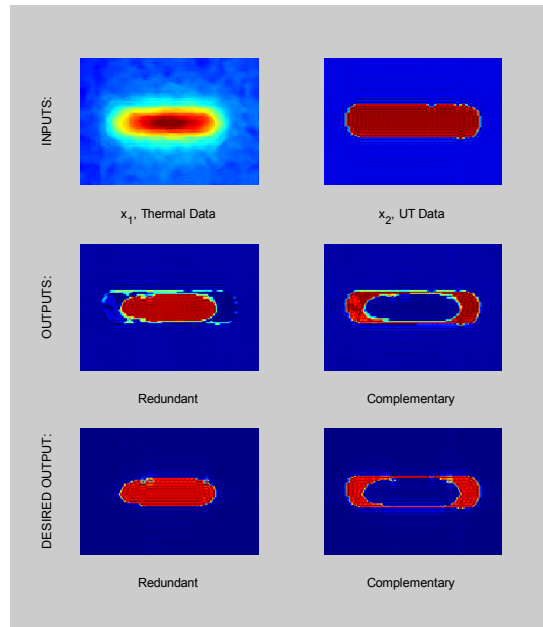 INPUTS:
x1, Thermal Data
x2, UT Data
OUTPUTS:
Redundant
Complementary
DESIRED OUTPUT:
Redundant
Complementary